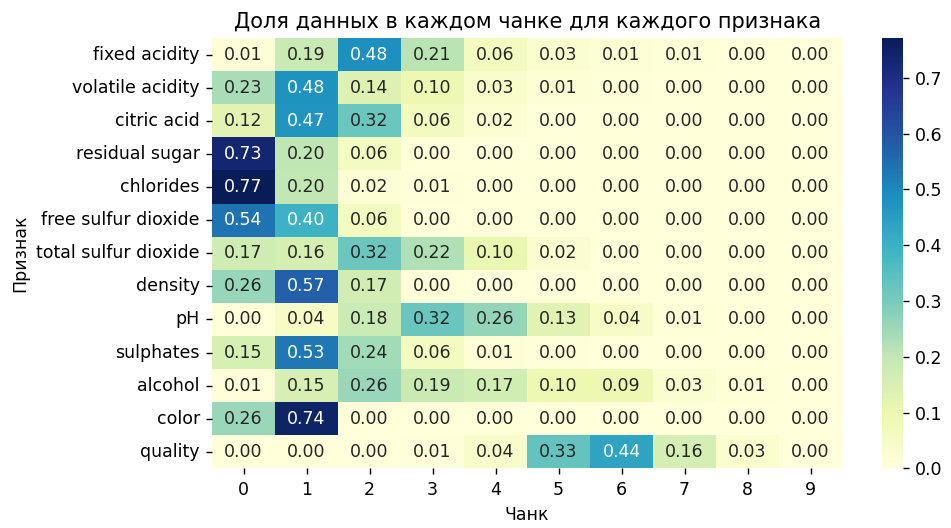 Доля данных в каждом чанке для каждого признака
fixed acidity 0.01 0.19 0.48 0.21 0.06 0.03 0.01 0.01 0.00 0.00
volatile acidity 0.23 0.48 0.14 0.10 0.03 0.01 0.00 0.00 0.00 0.00
citric acid 0.12 0.47 0.32 0.06 0.02 0.00 0.00 0.00 0.00 0.00
residual sugar 0.73 0.20 0.06 0.00 0.00 0.00 0.00 0.00 0.00 0.00
chlorides 0.77 0.20 0.02 0.01 0.00 0.00 0.00 0.00 0.00 0.00
free sulfur dioxide 0.54 0.40 0.06 0.00 0.00 0.00 0.00 0.00 0.00 0.00
total sulfur dioxide 0.17 0.16 0.32 0.22 0.10 0.02 0.00 0.00 0.00 0.00
density 0.26 0.57 0.17 0.00 0.00 0.00 0.00 0.00 0.00 0.00
pH 0.00 0.04 0.18 0.32 0.26 0.13 0.04 0.01 0.00 0.00
sulphates 0.15 0.53 0.24 0.06 0.01 0.00 0.00 0.00 0.00 0.00
alcohol 0.01 0.15 0.26 0.19 0.17 0.10 0.09 0.03 0.01 0.00
color 0.26 0.74 0.00 0.00 0.00 0.00 0.00 0.00 0.00 0.00
quality 0.00 0.00 0.00 0.01 0.04 0.33 0.44 0.16 0.03 0.00
0 1 2 3 4 5 6 7 8 9
Чанк
Признак
0.7
0.6
0.5
0.4
0.3
0.2
0.1
0.0